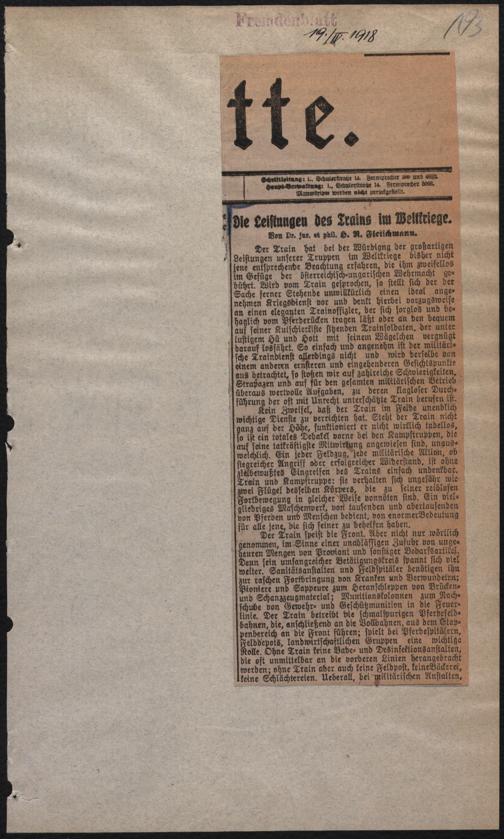 Fremdenblatt
19./III. 1918
tte.
Schriftleitung: I., Schulerstraße
Haupt-Verwaltung: I., Schulerstraße
Manuskripte werden nicht zurückgestellt.
Die Leistungen des Trains im Weltkriege.
Von Dr. jur. et phil. H. R. Fleischmann.
Der Train hat bei der Würdigung der großartigen
Leistungen unserer Truppen im Weltkriege bisher nicht
jene entsprechende Beachtung erfahren, die ihm zweifellos
im Gefüge der österreichisch-ungarischen Wehrmacht ge-
bührt. Wird vom Train gesprochen, so stellt sich der der
Sache ferner Stehende unwillkürlich einen ideal ange-
nehmen Kriegsdienst vor und denkt hierbei vorzugsweise
an einen eleganten Trainoffizier, der sich sorglos und be-
haglich vom Pferderücken tragen läßt oder an den bequem
auf seiner Kutschierkiste sitzenden Trainsoldaten, der unter
lustigem Hü und Hott mit seinem Wägelchen vergnügt
darauf losfährt. So einfach und angenehm ist der militäri-
sche Traindienst allerdings nicht und wird derselbe von
einem anderen ernsteren und eingehenderen Gesichtspunkte
aus betrachtet, so stoßen wir auf zahlreiche Schwierigkeiten,
Strapazen und auf für den gesamten militärischen Betrieb
überaus wertvolle Aufgaben, zu deren klagloser Durch-
führung der oft mit Unrecht unterschätzte Train berufen ist.
Kein Zweifel, daß der Train im Felde unendlich
wichtige Dienste zu verrichten hat. Steht der Train nicht
ganz auf der Höhe, funktioniert er nicht wirklich tadellos,
so ist ein totales Debakel vorne bei den Kampftruppen, die
auf seine tatkräftigste Mitwirkung angewiesen sind, unaus-
weichlich. Ein jeder Feldzug, jede militärische Aktion, ob
siegreicher Angriff oder erfolgreicher Widerstand, ist ohne
zielbewußtes Eingreifen des Trains einfach undenkbar.
Train und Kampftruppe: sie verhalten sich ungefähr wie
zwei Flügel desselben Körpers, die zu seiner reibungslosen
Fortbewegung in gleicher Weise vonnöten sind. Ein viel-
gliedriges Maschenwerk, von tausenden und abertausenden
von Pferden und Menschen bedient, von enormer Bedeutung
für alle jene, die sich seiner zu behelfen haben.
Der Train speist die Front. Aber nicht nur wörtlich
genommen, im Sinne einer unablässigen Zufuhr von unge-
heuren Mengen von Proviant und sonstiger Bedarfsartikel.
Denn sein umfangreicher Betätigungskreis spannt sich viel
weiter. Sanitätsanstalten und Feldspitäler benötigen ihn
zur raschen Fortbringung von Kranken und Verwundeten;
Pioniere und Sappeure zum Heranschleppen von Brücken-
und Schanzzeugmaterial; Munitionskolonnen zum Nach-
schube von Gewehr- und Geschützmunition in die Feuer-
linie. Der Train betreibt die schmalspurigen Pferdefeld-
bahnen, die, anschließend an die Vollbahnen, aus dem Etap-
penbereich an die Front führen; spielt bei Pferdespitälern,
Felddepots, landwirtschaftlichen Gruppen eine wichtige
Rolle. Ohne Train keine Bade- und Desinfektionsanstalten,
die oft unmittelbar an die vorderen Linien herangebracht
werden; ohne Train aber auch keine Feldpost, keine Bäckerei,
keine Schlächtereien. Ueberall, bei militärischen Anstalten,